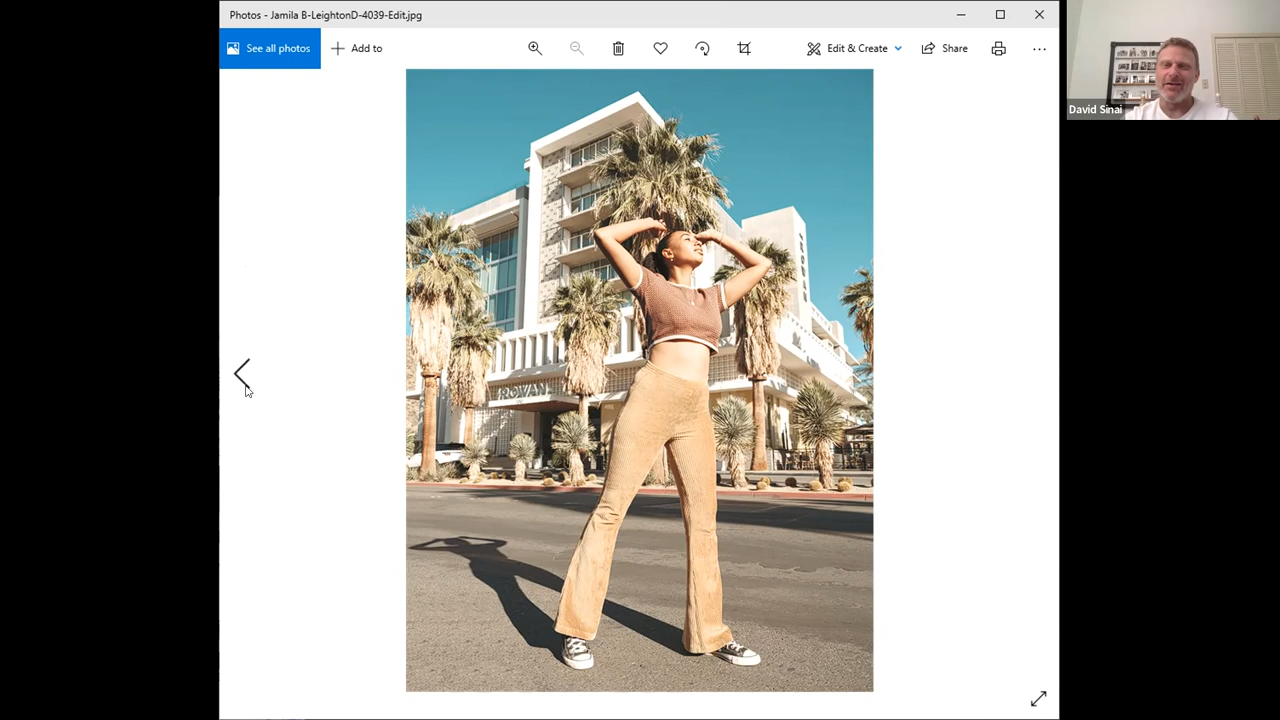 Photos - Jamila B-LeightonD-4039-Edit.jpg
See all photos
Add to
Edit & Create
Share
David Sinai
ROWAN